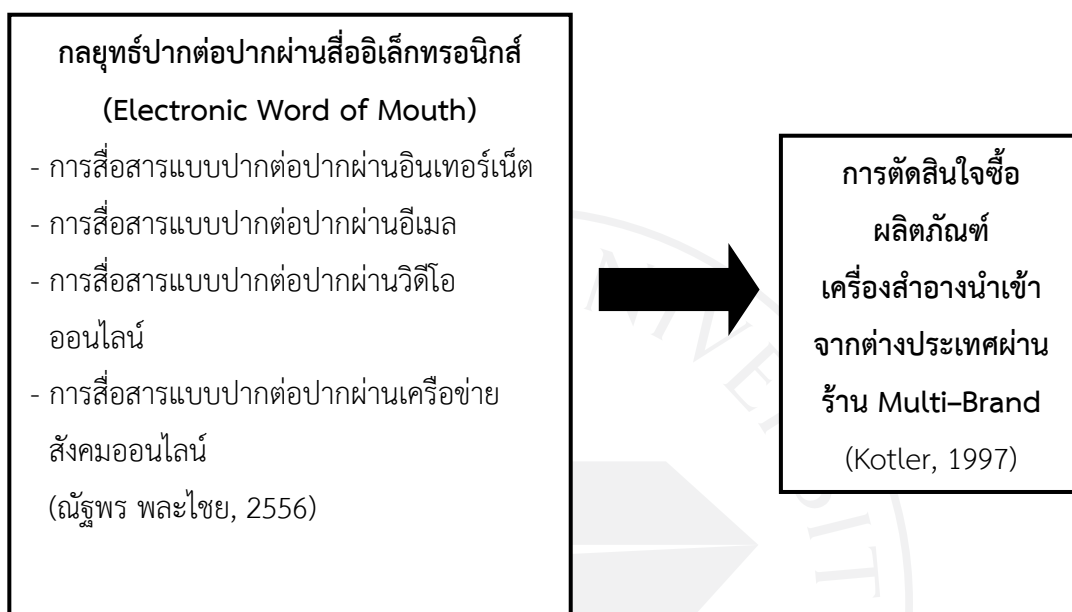 กลยุทธ์ปากต่อปากผ่านสื่ออิเล็กทรอนิกส์
(Electronic Word of Mouth)
- การสื่อสารแบบปากต่อปากผ่านอินเทอร์เน็ต
- การสื่อสารแบบปากต่อปากผ่านอีเมล
- การสื่อสารแบบปากต่อปากผ่านวิดีโอ
ออนไลน์
- การสื่อสารแบบปากต่อปากผ่านเครือข่าย
สังคมออนไลน์
(ณัฐพร พละไชย, 2556)
การตัดสินใจซื้อ
ผลิตภัณฑ์
เครื่องสำอางนำเข้า
จากต่างประเทศผ่าน
ร้าน Multi–Brand
(Kotler, 1997)